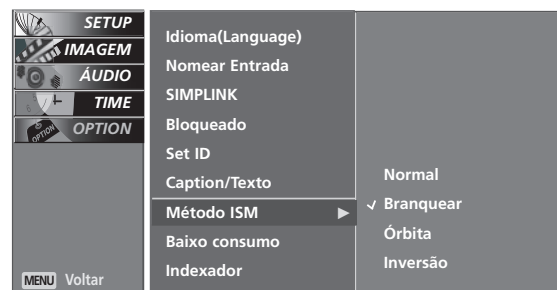 SETUP
IMAGEM
ÁUDIO
TIME
OPTION
OPTION
MENU Voltar
Idioma(Language)
Nomear Entrada
SIMPLINK
Bloqueado
Set ID
Caption/Texto
Método ISM
Baixo consumo
Indexador
Normal
Branquear
Órbita
Inversão